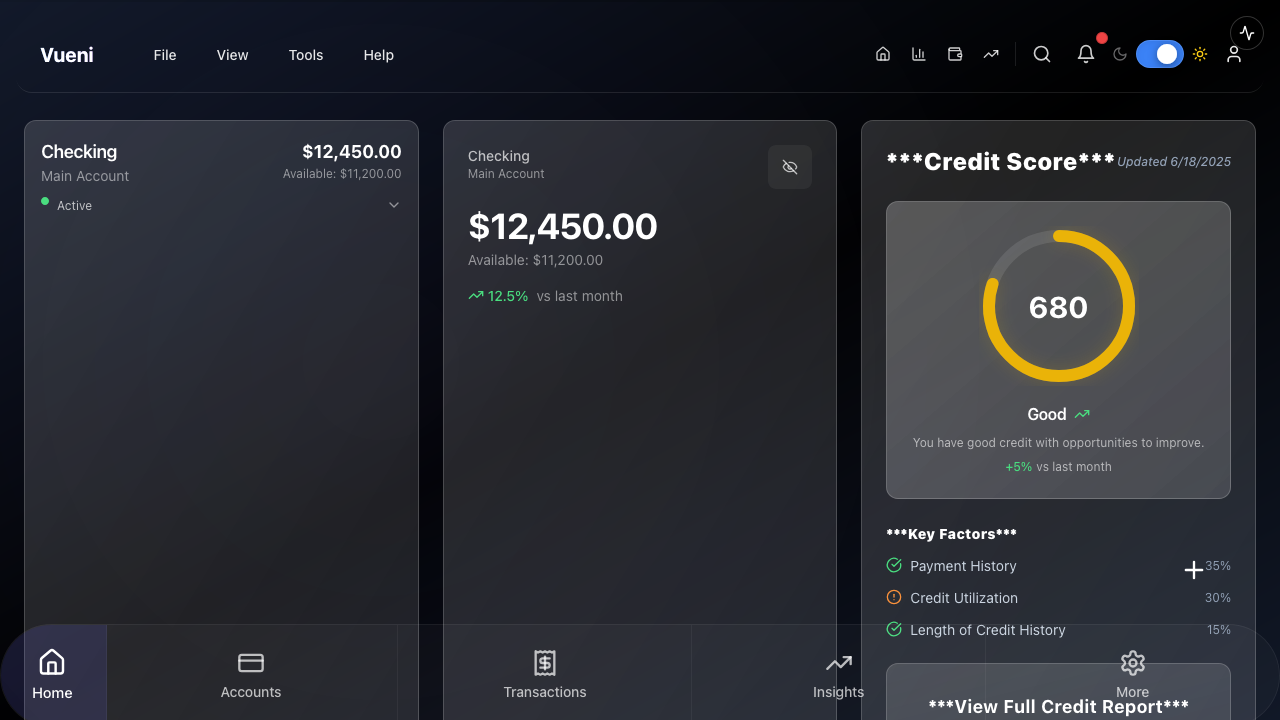 Vueni
File
View
Tools
Help
Checking
$12,450.00
Main Account
Available: $11,200.00
Active
Checking
Main Account
$12,450.00
Available: $11,200.00
12.5% vs last month
***Credit Score***
Updated 6/18/2025
680
Good
You have good credit with opportunities to improve.
+5% vs last month
***Key Factors***
Payment History 35%
Credit Utilization 30%
Length of Credit History 15%
***View Full Credit Report***
Home
Accounts
Transactions
Insights
More